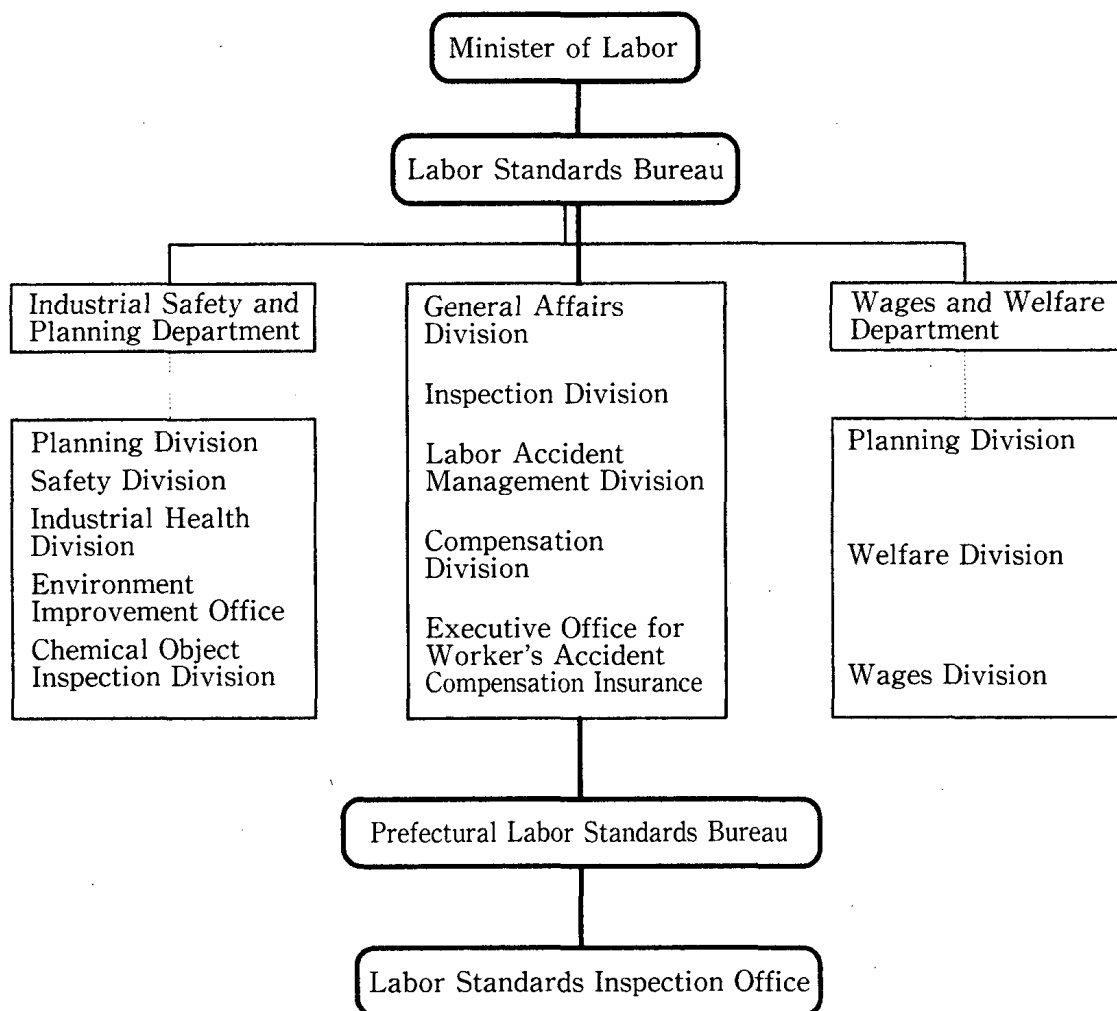 Minister of Labor
Labor Standards Bureau
Industrial Safety and
Planning Department
Planning Division
Safety Division
Industrial Health
Division
Environment
Improvement Office
Chemical Object
Inspection Division
General Affairs
Division
Inspection Division
Labor Accident
Management Division
Compensation
Division
Executive Office for
Worker's Accident
Compensation Insurance
Wages and Welfare
Department
Planning Division
Welfare Division
Wages Division
Prefectural Labor Standards Bureau
Labor Standards Inspection Office